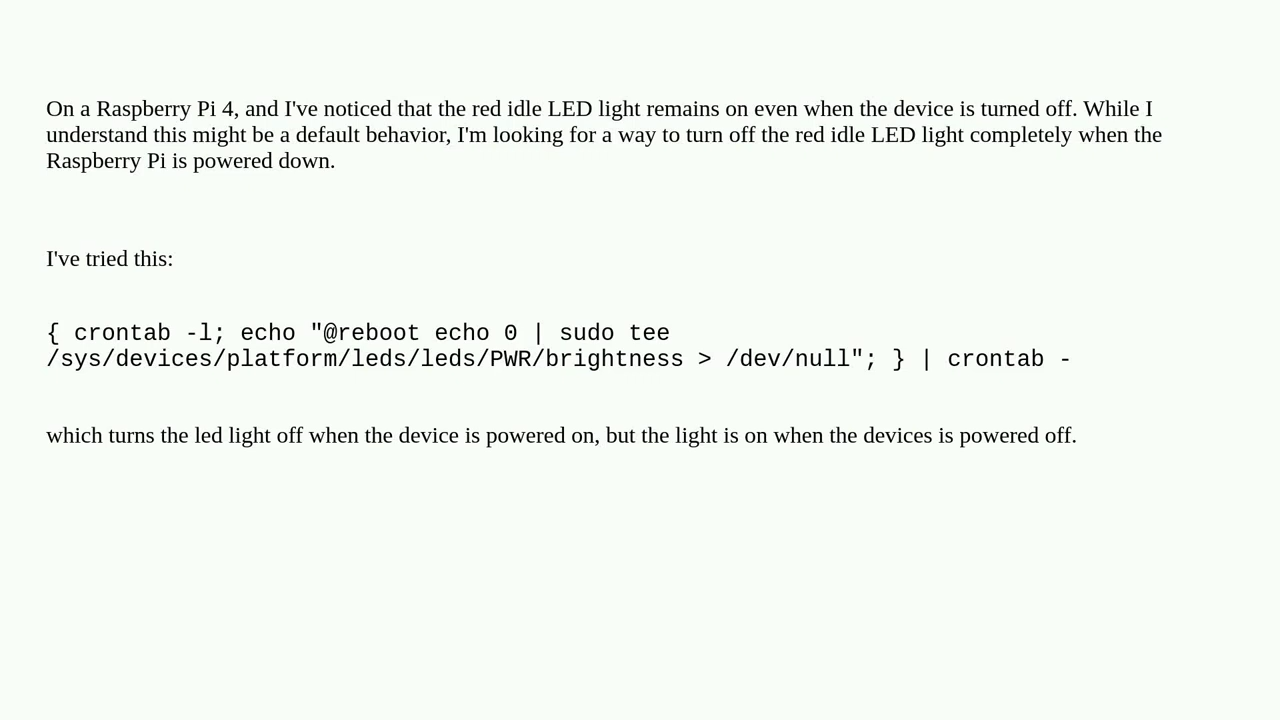 On a Raspberry Pi 4, and I've noticed that the red idle LED light remains on even when the device is turned off. While I
understand this might be a default behavior, I'm looking for a way to turn off the red idle LED light completely when the
Raspberry Pi is powered down.
I've tried this:
{ crontab -l; echo "@reboot echo 0 | sudo tee
/sys/devices/platform/leds/leds/PWR/brightness > /dev/null"; } | crontab -
which turns the led light off when the device is powered on, but the light is on when the devices is powered off.